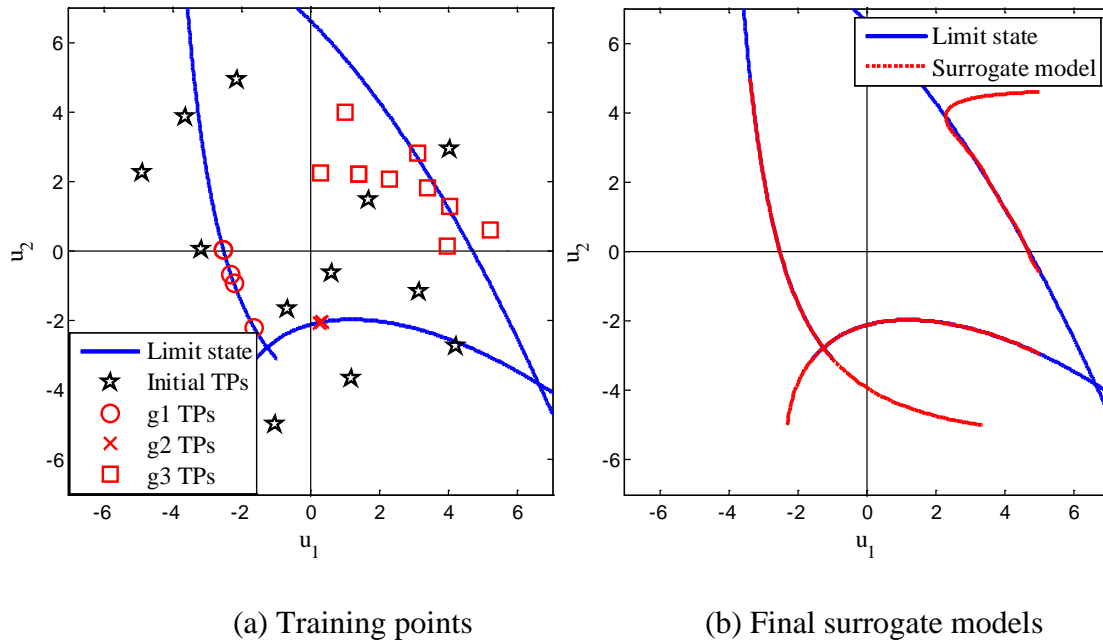 6
4
2
0
-2
-4
-6
u2
Limit state
Initial TPs
g1 TPs
g2 TPs
g3 TPs
-6 -4 -2 0 2 4 6
u1
(a) Training points
Limit state
Surrogate model
6
4
2
0
-2
-4
-6
u2
-6 -4 -2 0 2 4 6
u1
(b) Final surrogate models